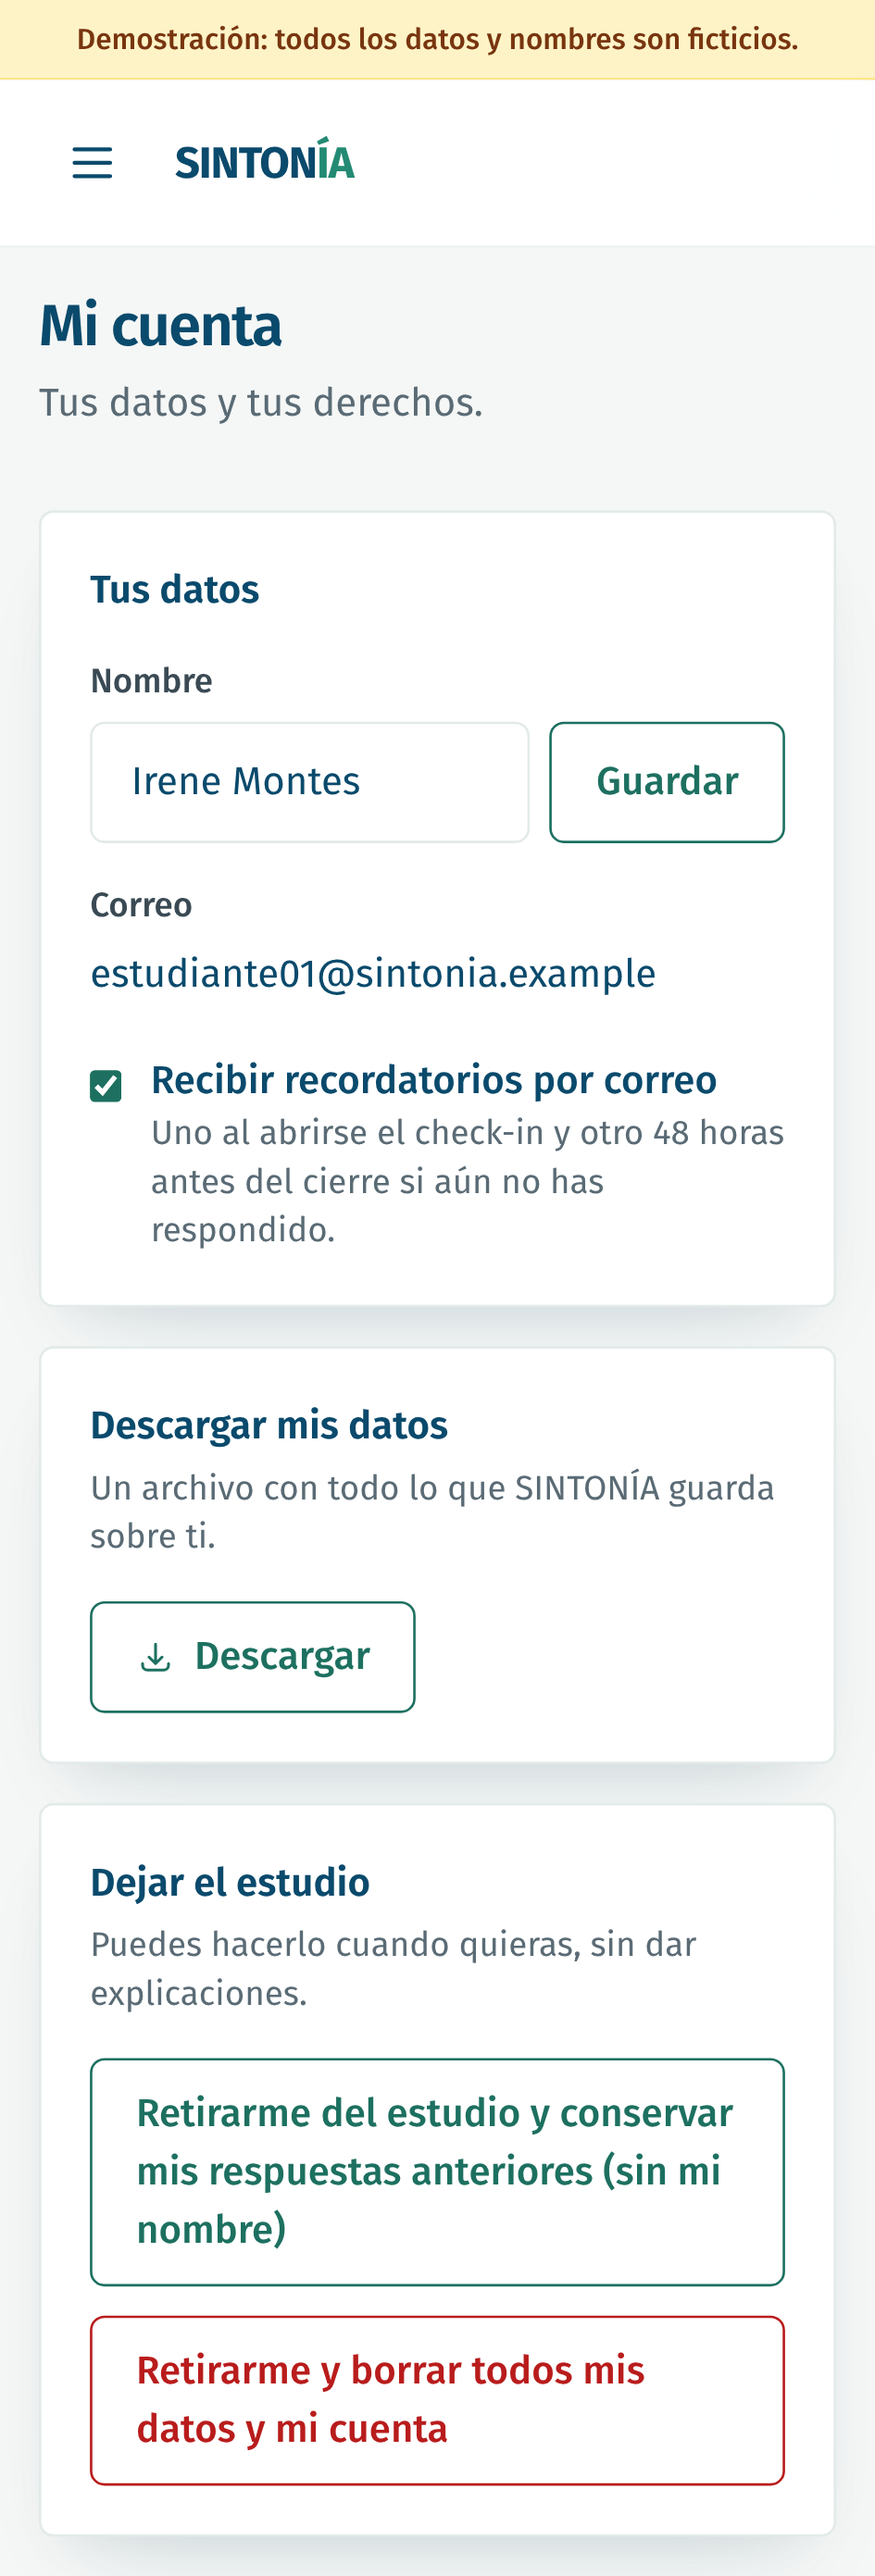 Demostración: todos los datos y nombres son ficticios.
SINTONÍA
Mi cuenta
Tus datos y tus derechos.
Tus datos
Nombre
Irene Montes
Guardar
Correo
estudiante01@sintonia.example
Recibir recordatorios por correo
Uno al abrirse el check-in y otro 48 horas
antes del cierre si aún no has
respondido.
Descargar mis datos
Un archivo con todo lo que SINTONÍA guarda
sobre ti.
Descargar
Dejar el estudio
Puedes hacerlo cuando quieras, sin dar
explicaciones.
Retirarme del estudio y conservar
mis respuestas anteriores (sin mi
nombre)
Retirarme y borrar todos mis
datos y mi cuenta